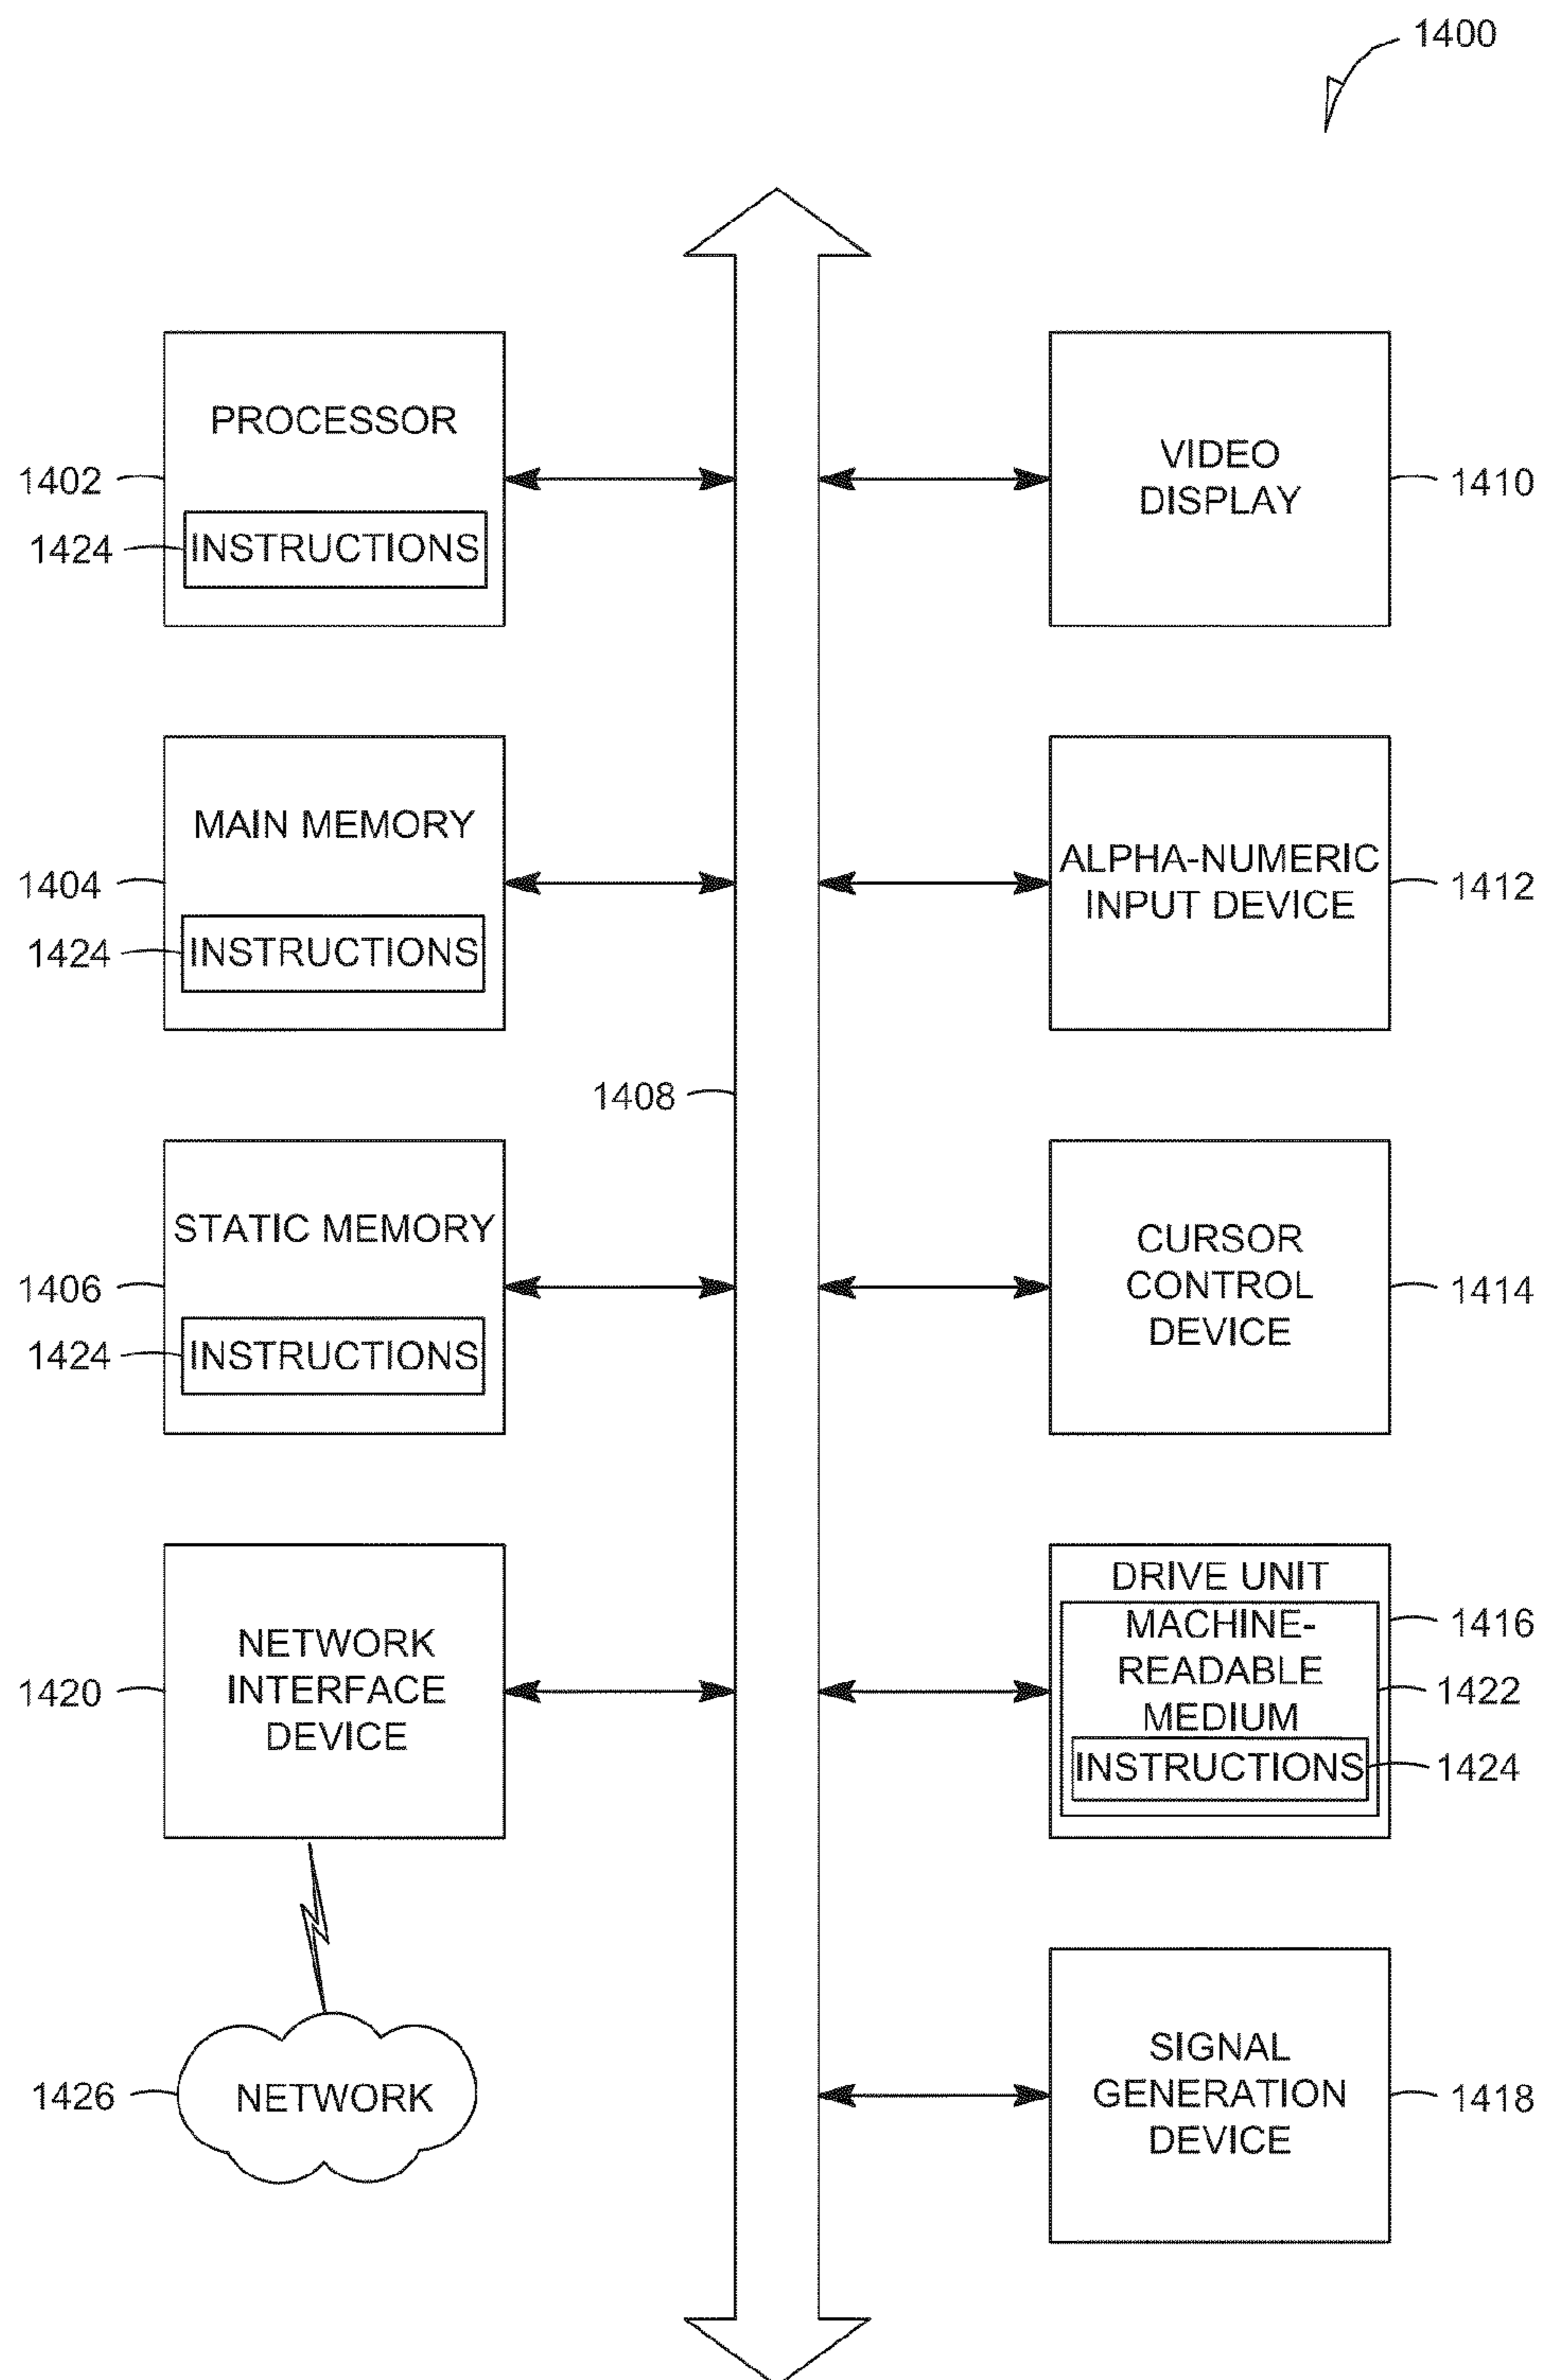 1400
PROCESSOR
1402
1424
INSTRUCTIONS
VIDEO
DISPLAY
1410
MAIN MEMORY
1404
1424
INSTRUCTIONS
ALPHA-NUMERIC
INPUT DEVICE
1412
1408
STATIC MEMORY
1406
1424
INSTRUCTIONS
CURSOR
CONTROL
DEVICE
1414
NETWORK
INTERFACE
DEVICE
1420
DRIVE UNIT
1416
MACHINE-
READABLE
MEDIUM
1422
INSTRUCTIONS
1424
NETWORK
1426
SIGNAL
GENERATION
DEVICE
1418